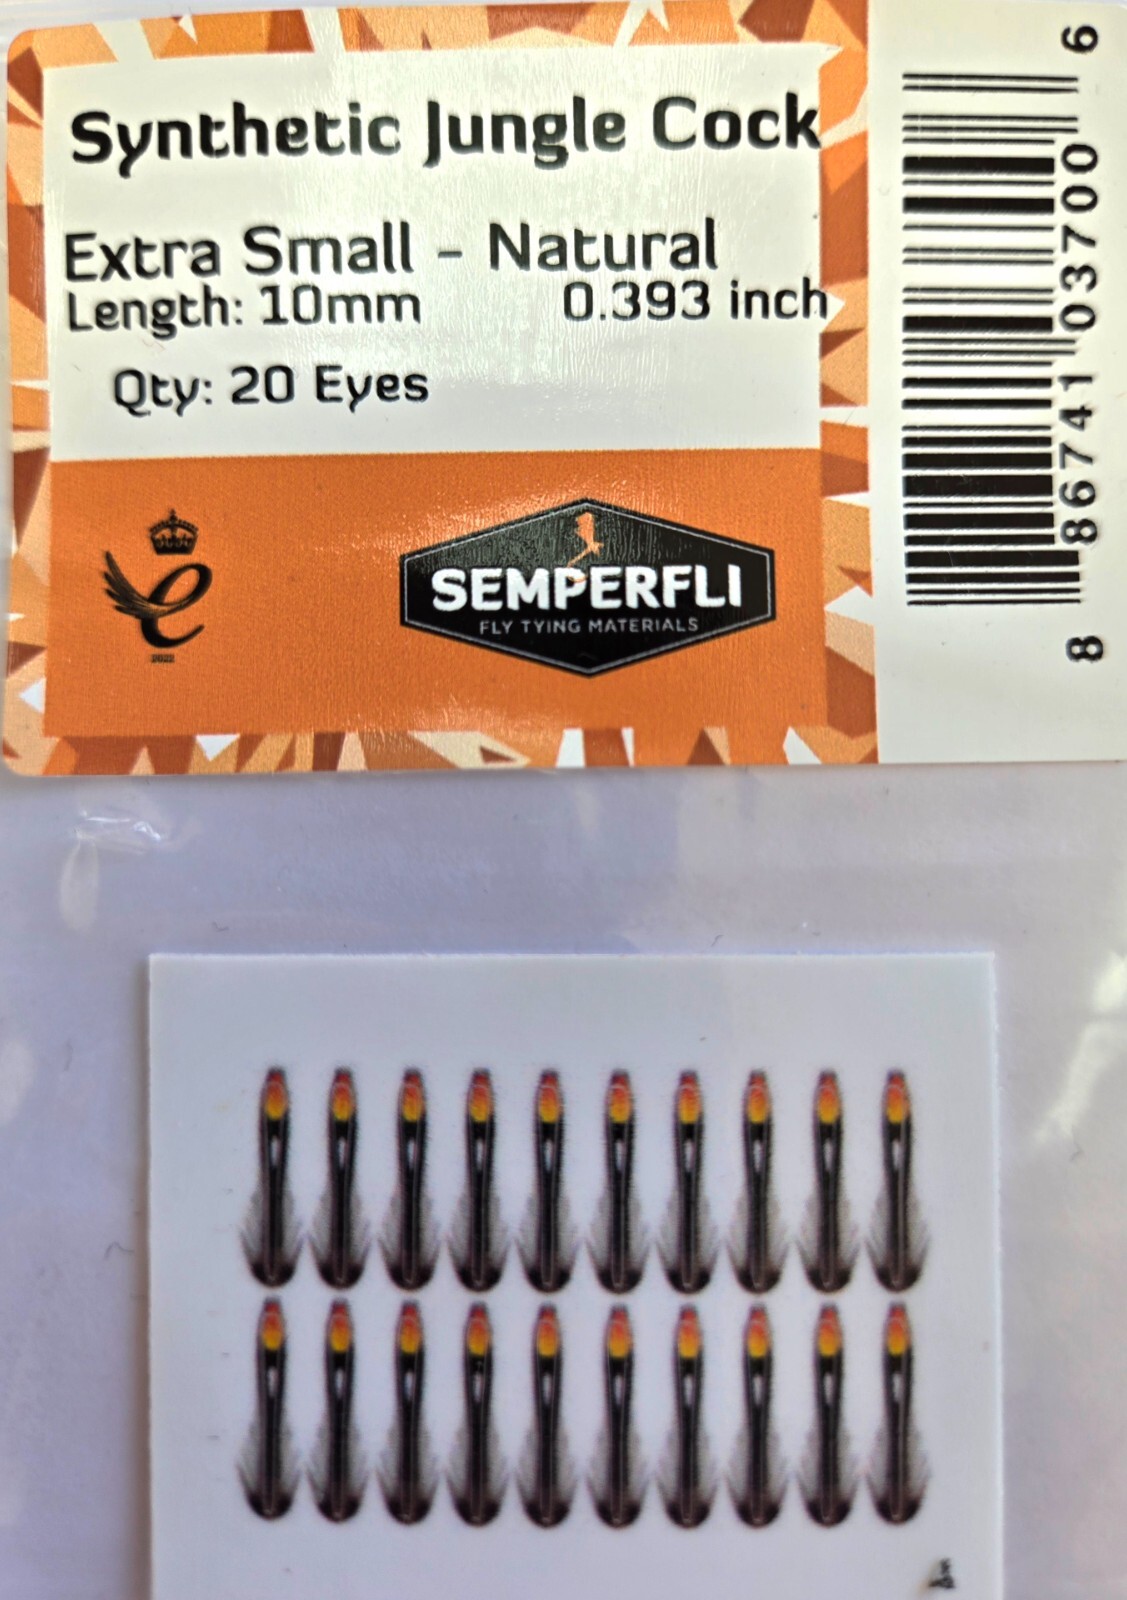 Synthetic Jungle Cock
Extra Small - Natural
Length: 10mm 0.393 inch
Qty: 20 Eyes
2022
SEMPERFLI
FLY TYING MATERIALS
8 86741 03700 6